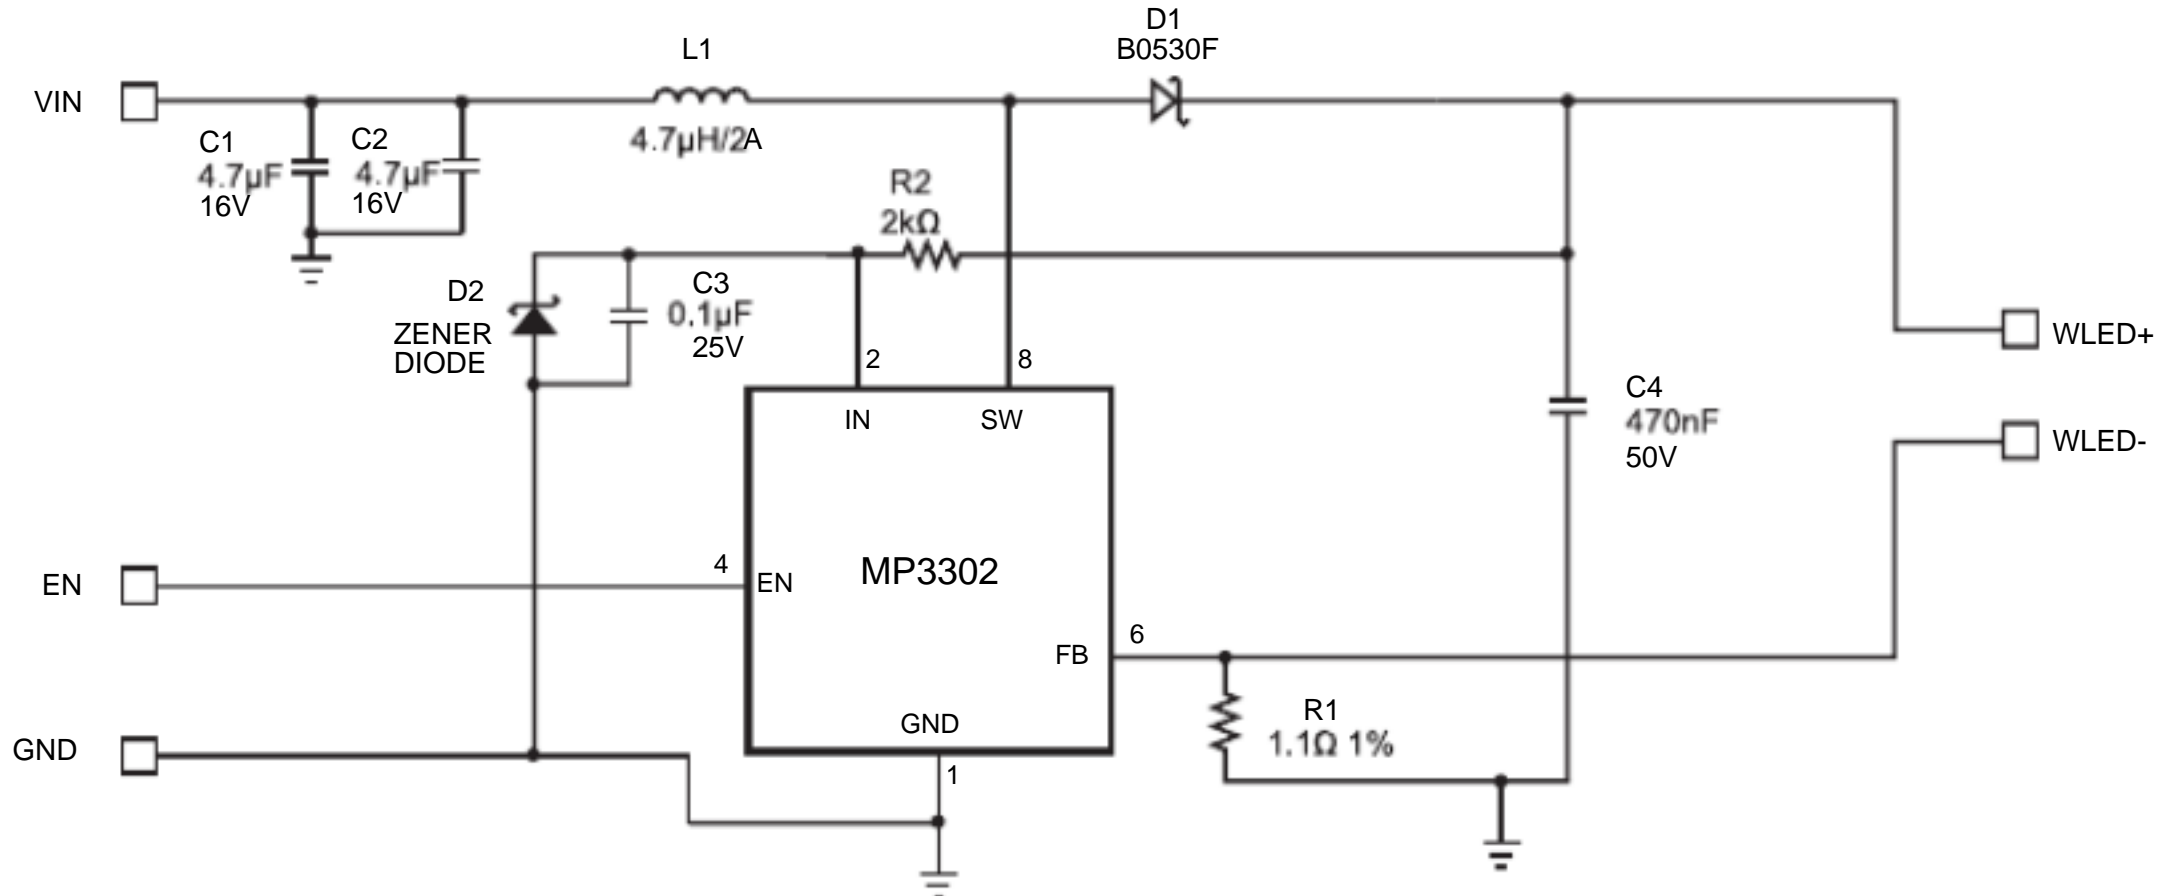 D1
B0530F
L1
VIN
4.7µH/2A
C1
4.7µF
16V
C2
4.7µF
16V
R2
2kΩ
D2
ZENER
DIODE
C3
0.1µF
25V
2
8
IN
SW
WLED+
C4
470nF
50V
WLED-
EN
4
EN
MP3302
6
FB
GND
R1
1.1Ω 1%
GND
1